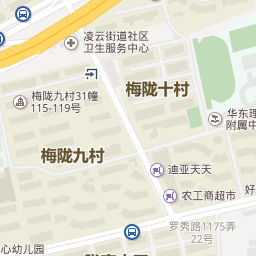 凌云街道社区
卫生服务中心
梅陇十村
梅陇九村31幢
115-119号
华东理
附属中
梅陇九村
迪亚天天
农工商超市
好
罗秀路1175弄
22号
心幼儿园